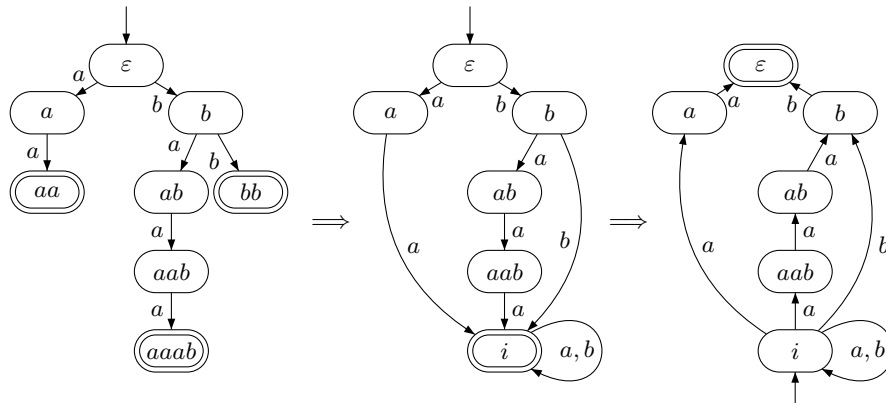 ε ε ε
a b a b a b
a b a b a b
a a b a a
aa ab bb ⟹ ab ⟹ ab
a a a a b a a b
aab aab aab
a a a
aaab i a, b i a, b